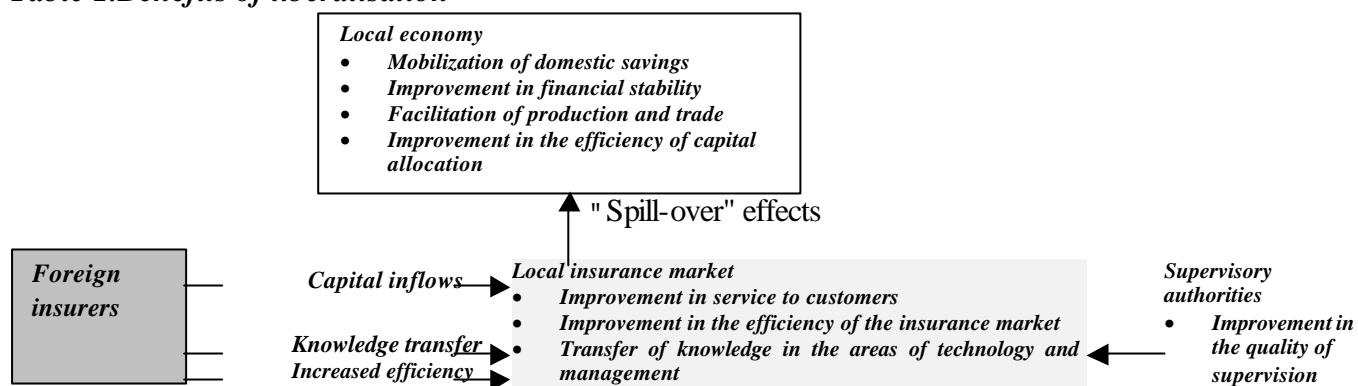 Local economy
• Mobilization of domestic savings
• Improvement in financial stability
• Facilitation of production and trade
• Improvement in the efficiency of capital
allocation
" Spill-over" effects
Foreign
insurers
Capital inflows
Knowledge transfer
Increased efficiency
Local insurance market
• Improvement in service to customers
• Improvement in the efficiency of the insurance market
• Transfer of knowledge in the areas of technology and
management
Supervisory
authorities
• Improvement in
the quality of
supervision